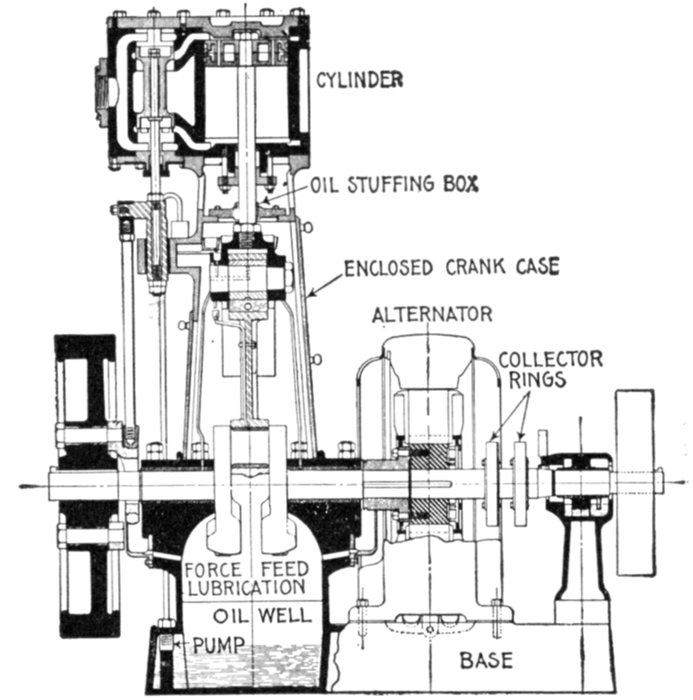 CYLINDER
OIL STUFFING BOX
ENCLOSED CRANK CASE
ALTERNATOR
COLLECTOR
RINGS
FORCE FEED
LUBRICATION
OIL WELL
PUMP
BASE